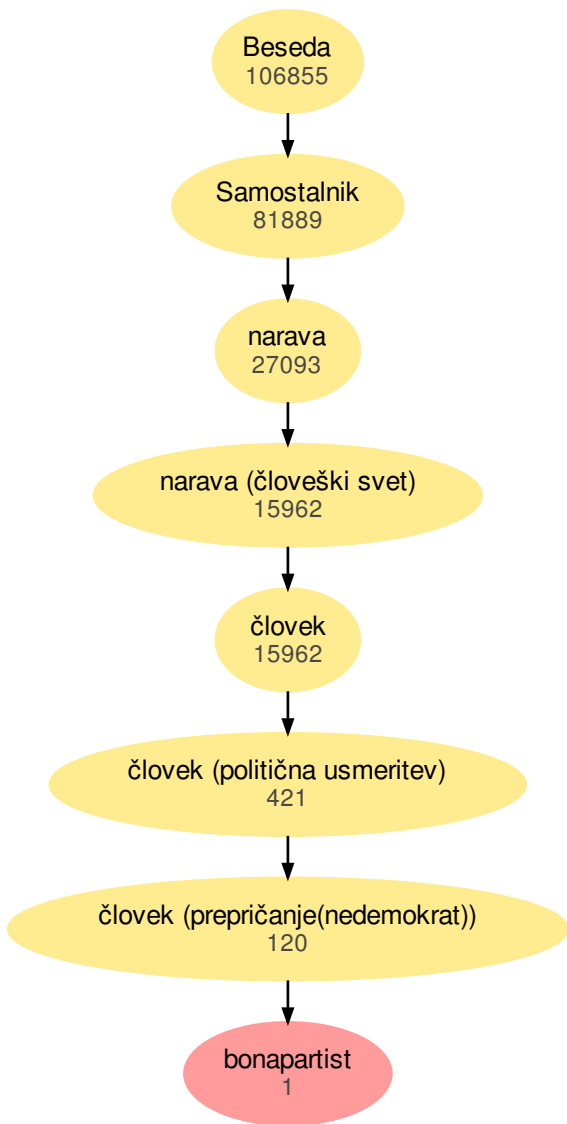 Beseda
106855
Samostalnik
81889
narava
27093
narava (človeški svet)
15962
človek
15962
človek (politična usmeritev)
421
človek (prepričanje(nedemokrat))
120
bonapartist
1